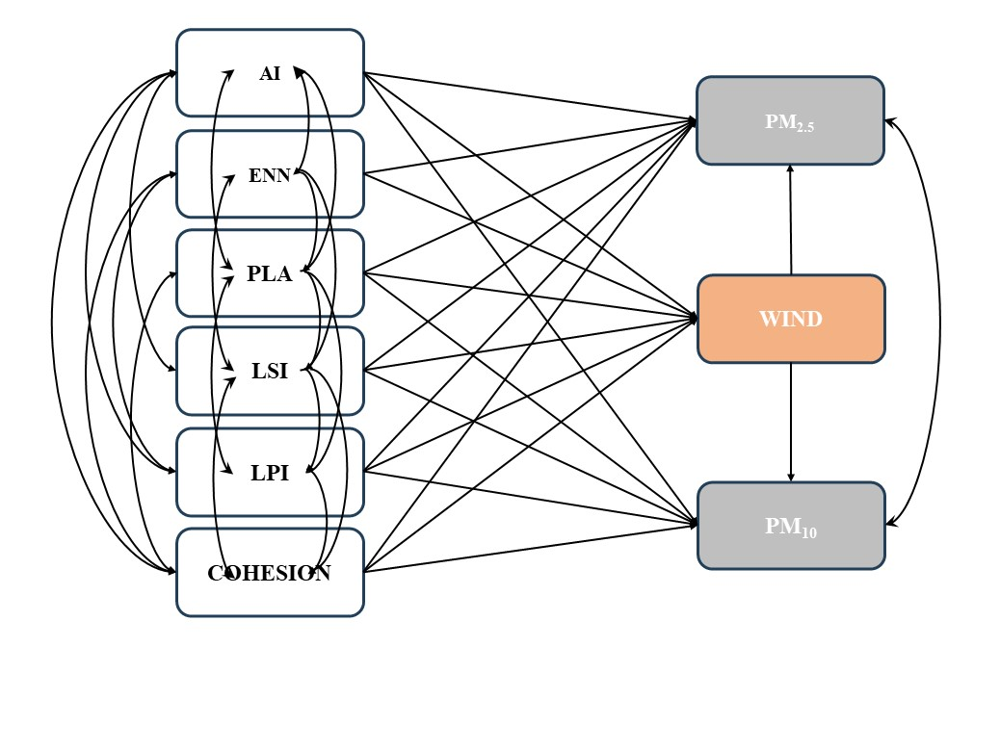 AI
ENN
PLA
LSI
LPI
COHESION
PM2.5
WIND
PM10